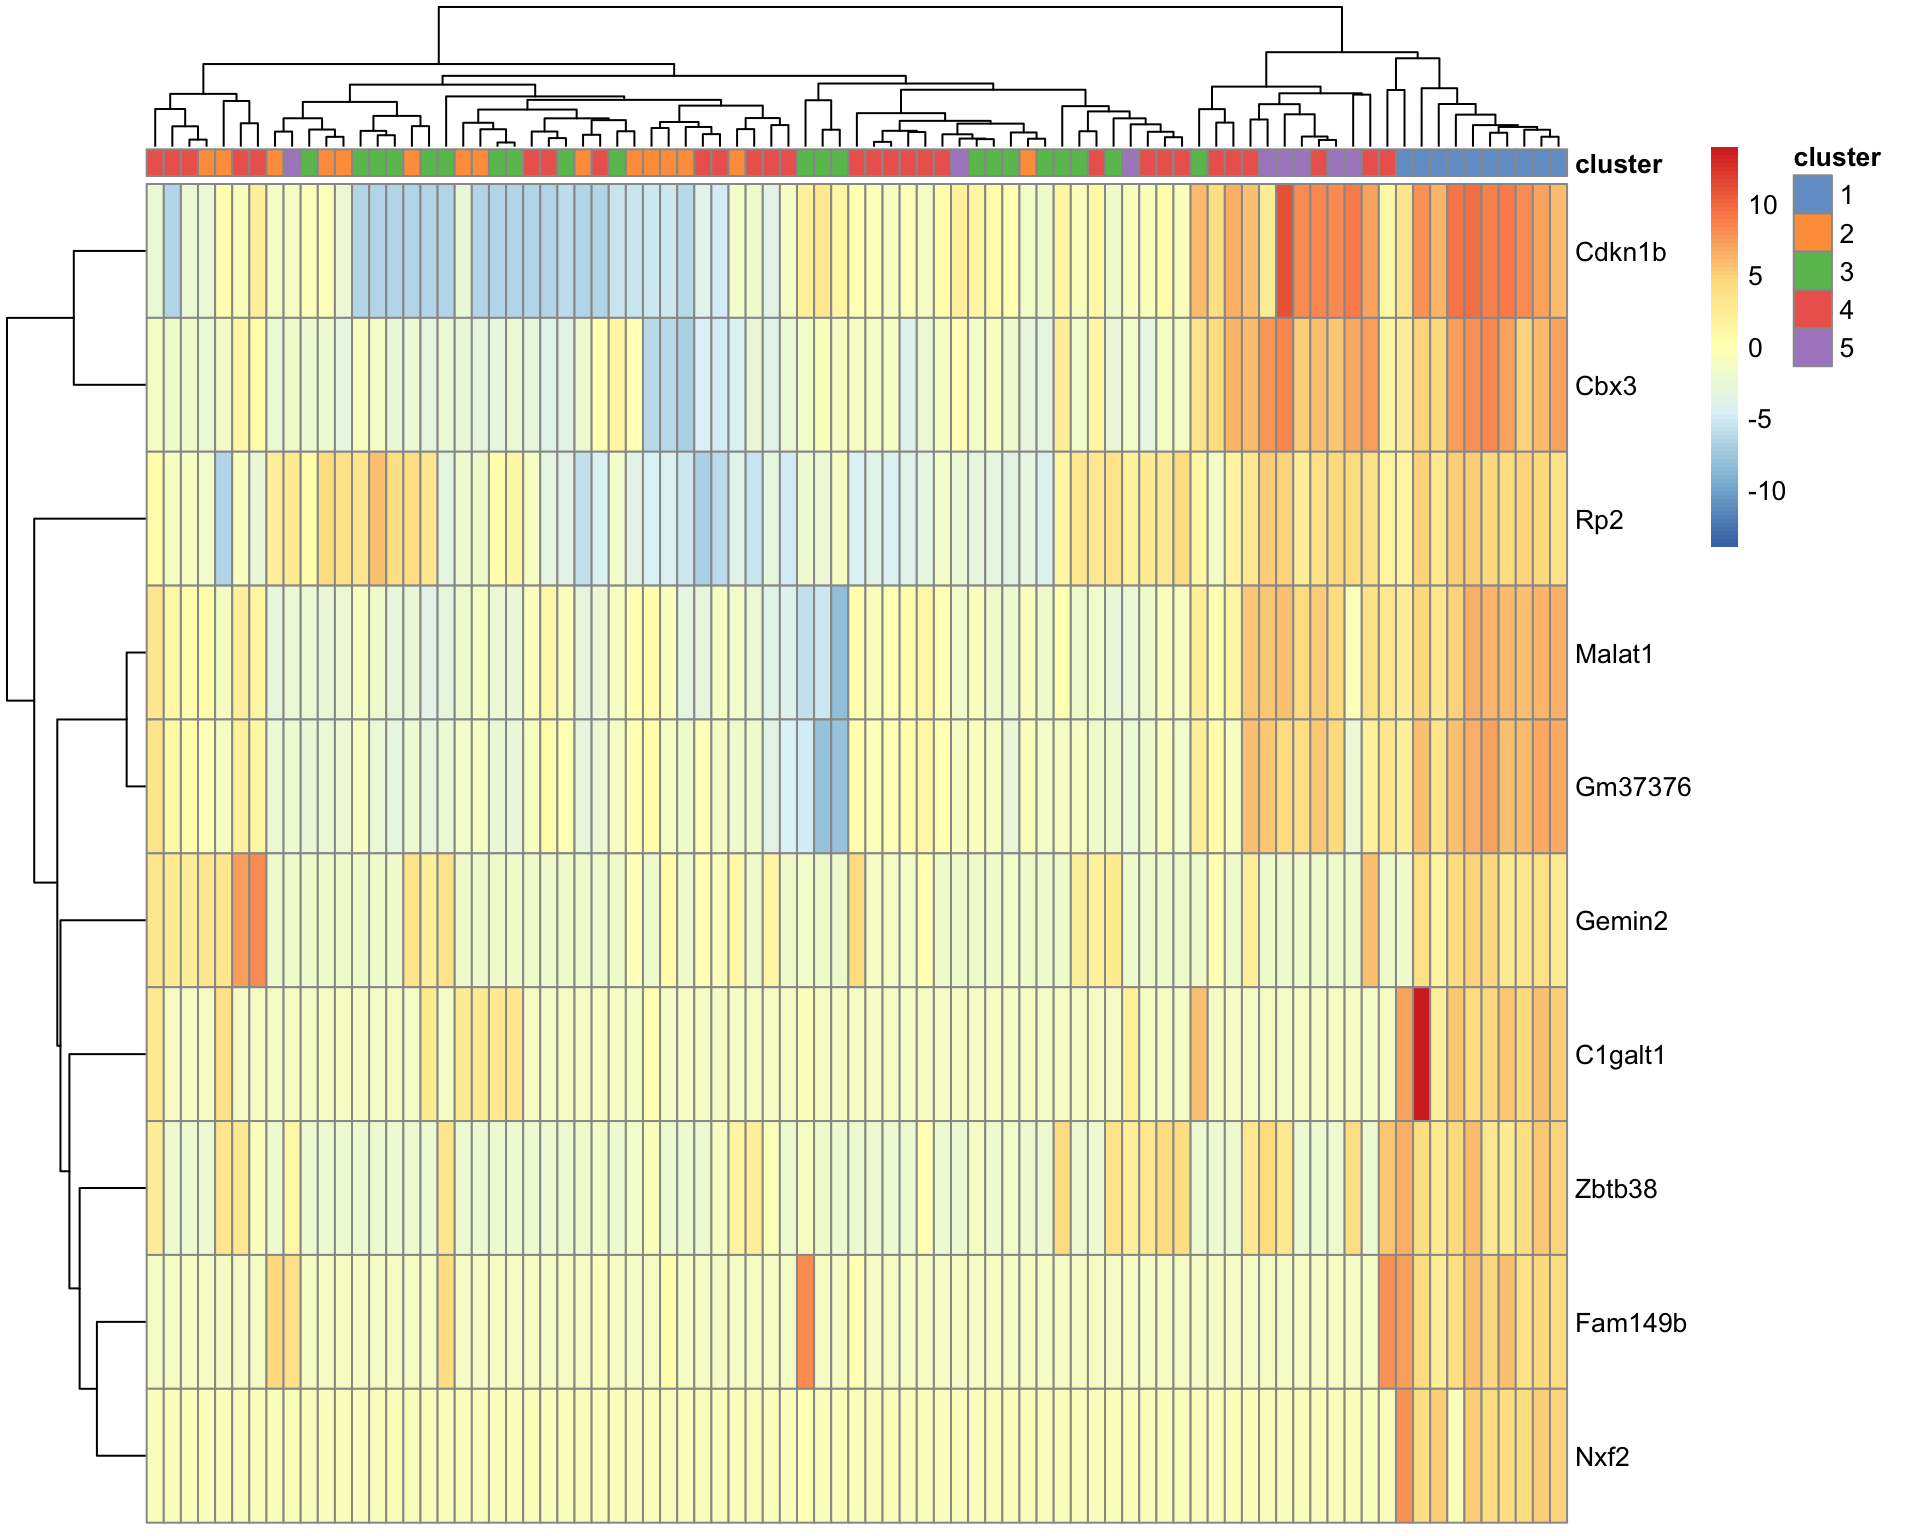 cluster
Cdkn1b
Cbx3
Rp2
Malat1
Gm37376
Gemin2
C1galt1
Zbtb38
Fam149b
Nxf2
10
5
0
-5
-10
cluster
1
2
3
4
5